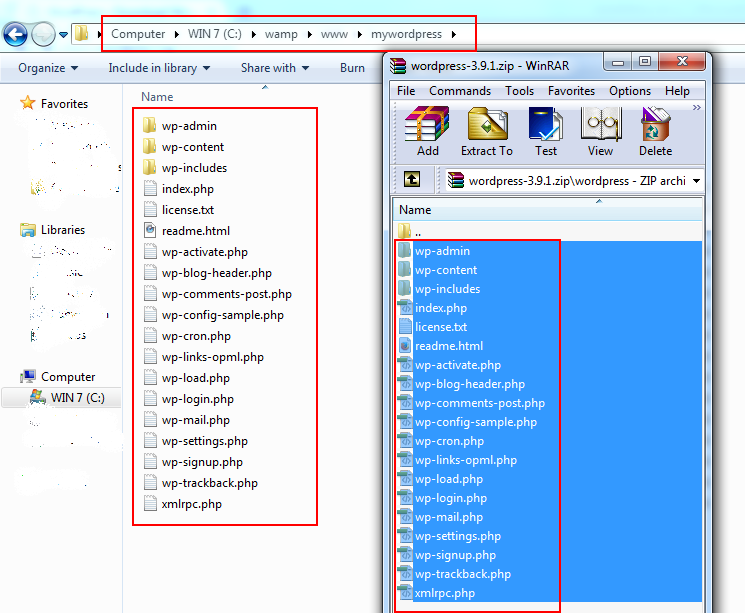 Computer ▸ WIN 7 (C:) ▸ wamp ▸ www ▸ mywordpress ▸
Organize Include in library Share with Burn
Favorites
Libraries
Computer
WIN 7 (C:)
Name
wp-admin
wp-content
wp-includes
index.php
license.txt
readme.html
wp-activate.php
wp-blog-header.php
wp-comments-post.php
wp-config-sample.php
wp-cron.php
wp-links-opml.php
wp-load.php
wp-login.php
wp-mail.php
wp-settings.php
wp-signup.php
wp-trackback.php
xmlrpc.php
wordpress-3.9.1.zip - WinRAR
File Commands Tools Favorites Options Help
»
Add Extract To Test View Delete
wordpress-3.9.1.zip\wordpress - ZIP archi
Name
..
wp-admin
wp-content
wp-includes
index.php
license.txt
readme.html
wp-activate.php
wp-blog-header.php
wp-comments-post.php
wp-config-sample.php
wp-cron.php
wp-links-opml.php
wp-load.php
wp-login.php
wp-mail.php
wp-settings.php
wp-signup.php
wp-trackback.php
xmlrpc.php